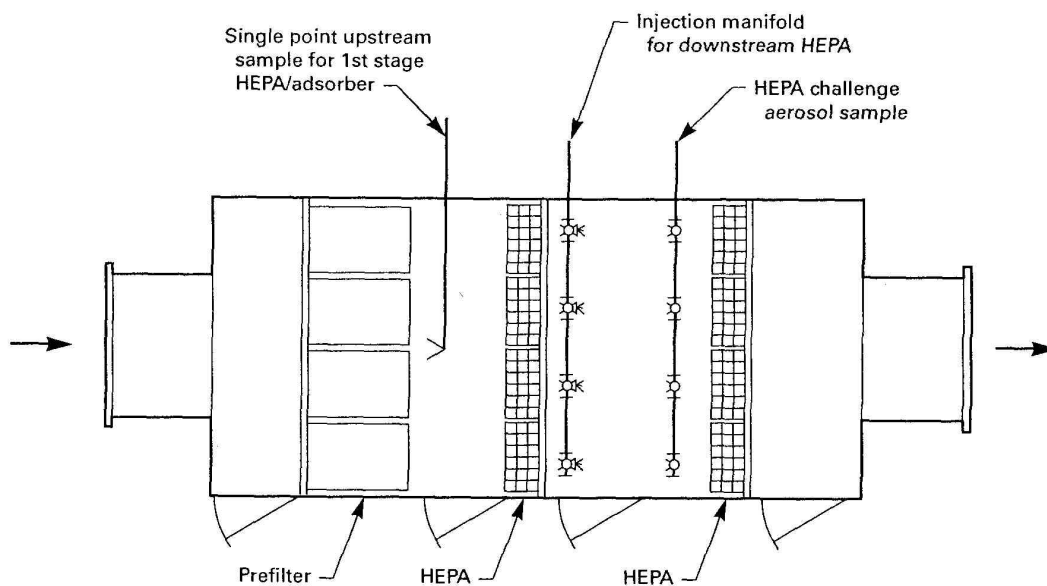 Single point upstream
sample for 1st stage
HEPA/adsorber
Injection manifold
for downstream HEPA
HEPA challenge
aerosol sample
Prefilter
HEPA
HEPA